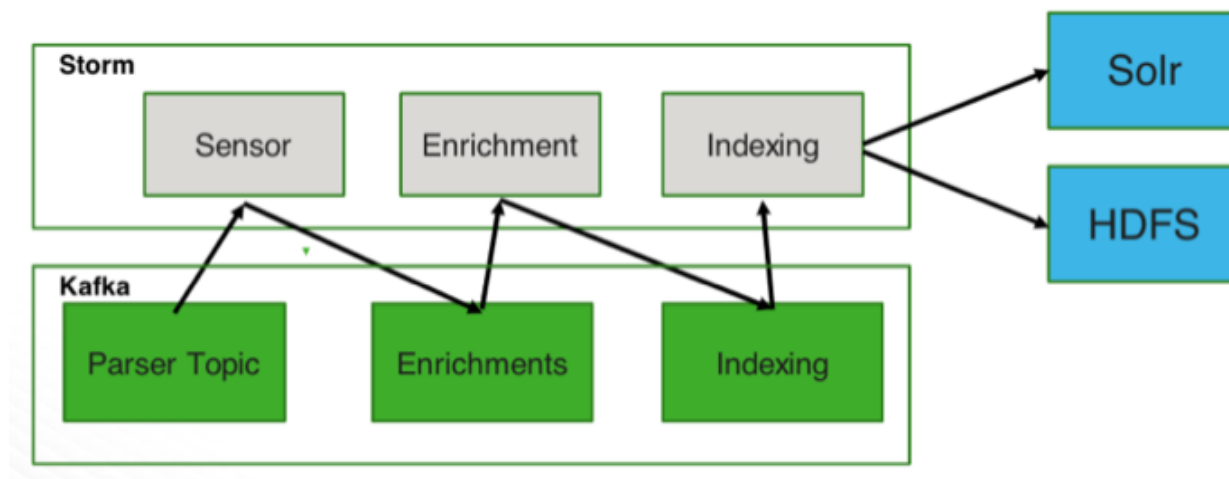 Storm
Sensor
Enrichment
Indexing
Solr
HDFS
Kafka
Parser Topic
Enrichments
Indexing